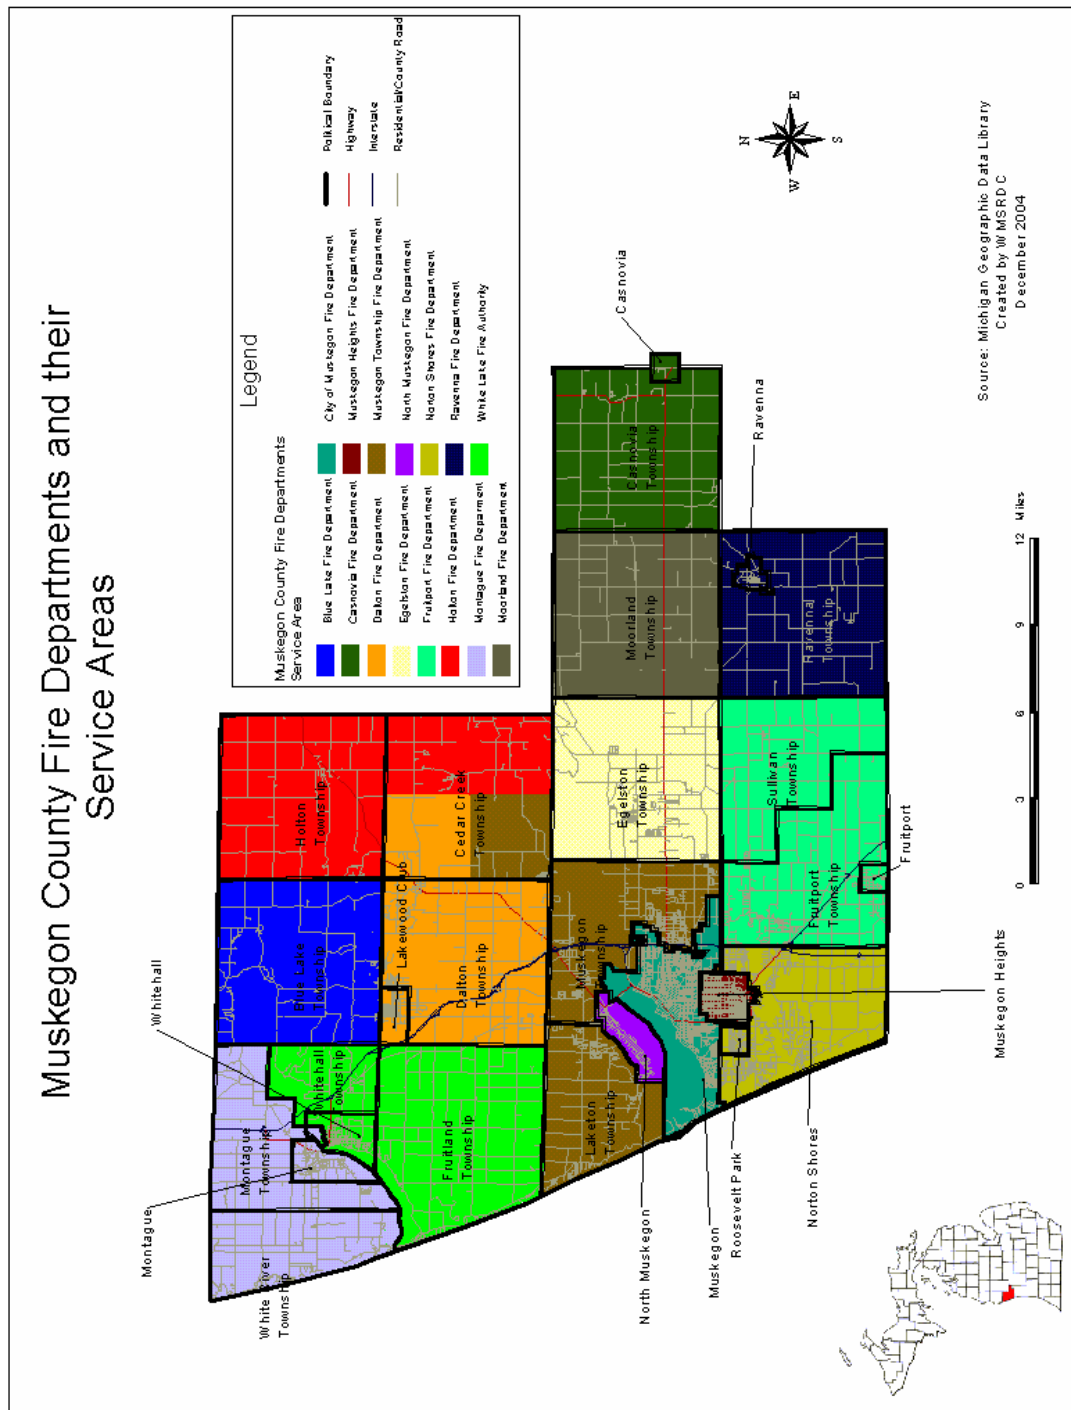 Muskegon County Fire Departments and their
Service Areas
Legend
Muskegon County Fire Departments
Service Area
Blue Lake Fire Department
Casnovia Fire Department
Dalton Fire Department
Egelston Fire Department
Fruitport Fire Department
Holton Fire Department
Montague Fire Deparment
Moorland Fire Department
City of Muskegon Fire Department
Muskegon Heights Fire Department
Muskegon Township Fire Department
North Muskegon Fire Department
Norton Shores Fire Department
Ravenna Fire Department
White Lake Fire Authority
Political Boundary
Highway
Interstate
Residential/County Road
Montague
Whitehall
White River
Township
Montague
Township
Whitehall
Township
Blue Lake
Township
Holton
Township
Fruitland
Township
Lakewood Club
Dalton
Township
Cedar Creek
Township
Laketon
Township
Muskegon
Township
Egelston
Township
Moorland
Township
Casnovia
Township
Casnovia
Sullivan
Township
Ravenna
Township
Ravenna
Fruitport
Township
Fruitport
North Muskegon
Muskegon
Roosevelt Park
Norton Shores
Muskegon Heights
N
E
S
W
0
3
6
9
12
Miles
Source: Michigan Geographic Data Library
Created by WMSRDC
December 2004